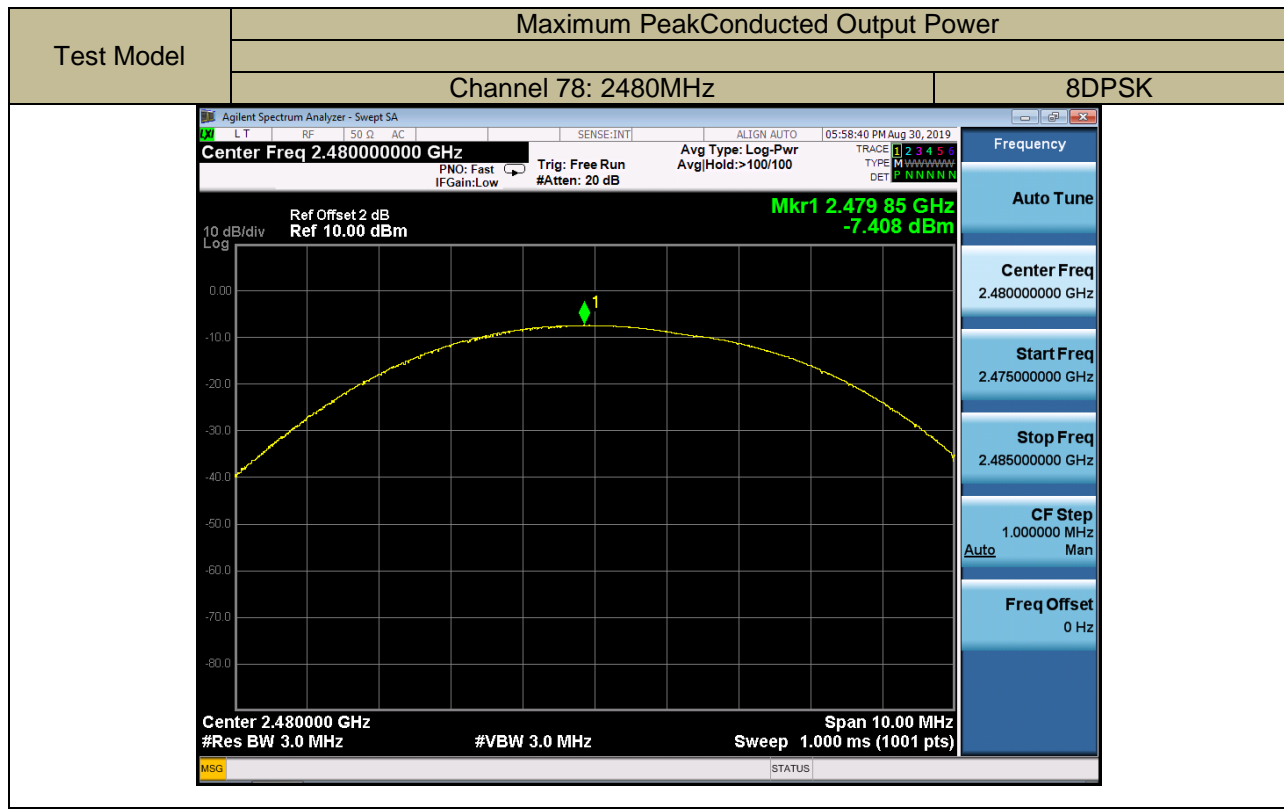 Test Model
Maximum PeakConducted Output Power
Channel 78: 2480MHz
8DPSK
Agilent Spectrum Analyzer - Swept SA
LXI L T RF 50 Ω AC SENSE:INT ALIGN AUTO 05:58:40 PM Aug 30, 2019
Center Freq 2.480000000 GHz
PNO: Fast
IFGain:Low
Trig: Free Run
#Atten: 20 dB
Avg Type: Log-Pwr
Avg|Hold:>100/100
TRACE 1 2 3 4 5 6
TYPE M WWWWW
DET P N N N N N
Mkr1 2.479 85 GHz
-7.408 dBm
Ref Offset 2 dB
10 dB/div Ref 10.00 dBm
Log
1
0.00
-10.0
-20.0
-30.0
-40.0
-50.0
-60.0
-70.0
-80.0
Center 2.480000 GHz
Span 10.00 MHz
#Res BW 3.0 MHz
#VBW 3.0 MHz
Sweep 1.000 ms (1001 pts)
MSG
STATUS
Frequency
Auto Tune
Center Freq
2.480000000 GHz
Start Freq
2.475000000 GHz
Stop Freq
2.485000000 GHz
CF Step
1.000000 MHz
Auto Man
Freq Offset
0 Hz